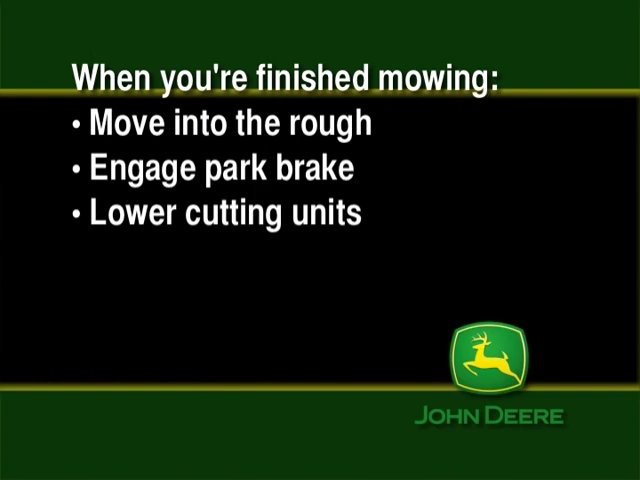 When you're finished mowing:
• Move into the rough
• Engage park brake
• Lower cutting units
JOHN DEERE